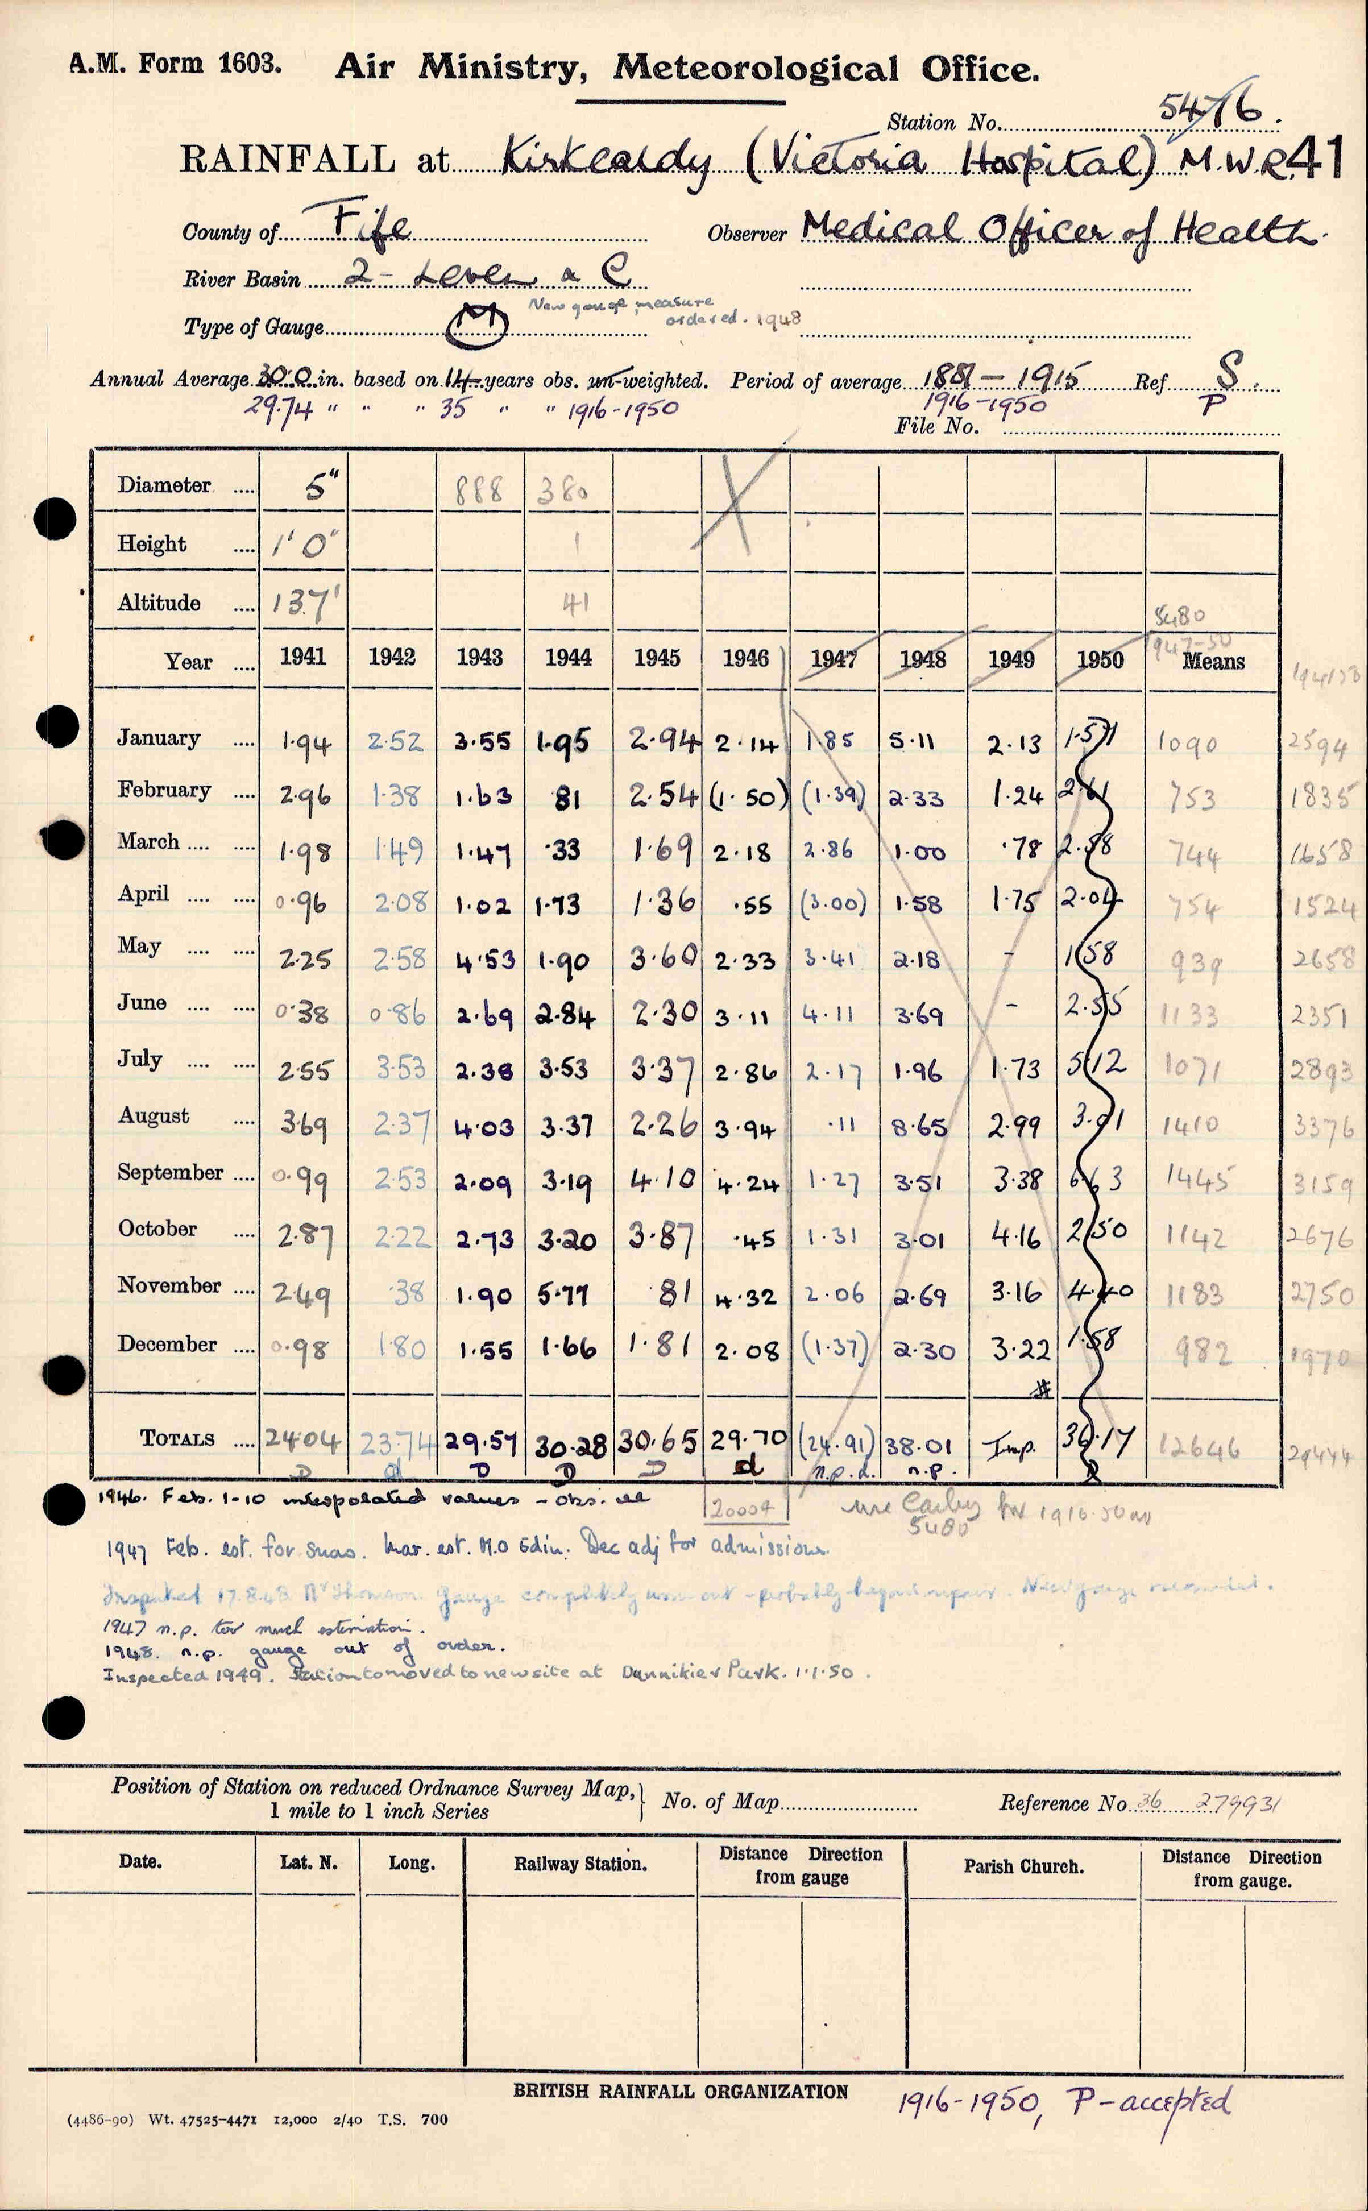 A.M. Form 1603. Air Ministry, Meteorological Office.
Station No. 5476.
RAINFALL at Kirkcaldy (Victoria Hospital) M.W.R. 41
County of Fife Observer Medical Officer of Health.
River Basin 2 - Leven & C
Type of Gauge M New gauge measure ordered. 1948
Annual Average 30.0 in. based on 14 years obs. un-weighted. Period of average 1881-1915 Ref S.
29.74 " " " 35 " " 1916-1950 1916-1950 P
File No.
Diameter .... 5" 888 380
Height .... 1'0" 1
Altitude .... 137' 41 5480
Year .... 1941 1942 1943 1944 1945 1946 1947 1948 1949 1950 1947-50 Means
January .... 1.94 2.52 3.55 1.95 2.94 2.14 1.85 5.11 2.13 1.571 1090 2594
February .... 2.96 1.38 1.63 81 2.54 (1.50) (1.39) 2.33 1.24 2.61 753 1835
March .... .... 1.98 1.49 1.47 .33 1.69 2.18 2.86 1.00 .78 2.58 744 1658
April .... .... 0.96 2.08 1.02 1.73 1.36 .55 (3.00) 1.58 1.75 2.04 754 1524
May .... .... 2.25 2.58 4.53 1.90 3.60 2.33 3.41 2.18 - 1.58 939 2658
June .... .... 0.38 0.86 2.69 2.84 2.30 3.11 4.11 3.69 - 2.55 1133 2351
July .... .... 2.55 3.53 2.38 3.53 3.37 2.86 2.17 1.96 1.73 5.12 1071 2893
August .... 3.69 2.37 4.03 3.37 2.26 3.94 .11 8.65 2.99 3.91 1410 3376
September .... 0.99 2.53 2.09 3.19 4.10 4.24 1.27 3.51 3.38 6.63 1445 3159
October .... 2.87 2.22 2.73 3.20 3.87 .45 1.31 3.01 4.16 2.50 1142 2676
November .... 2.49 .38 1.90 5.77 81 4.32 2.06 2.69 3.16 4.40 1183 2750
December .... 0.98 1.80 1.55 1.66 1.81 2.08 (1.37) 2.30 3.22 1.58 982 1970
#
TOTALS .... 24.04 23.74 29.57 30.28 30.65 29.70 (24.91) 38.01 Imp. 36.17 12646 29444
D d D D D d n.p.d. n.p. D
1946. Feb. 1-10 interpolated values - obs. ill 20004 use Carley for 1916-50 av
5480
1947 Feb. est. for snow. Mar. est. M.O Edin. Dec adj for admissions
Inspected 17.8.48 Mr Thomson. Gauge completely worn out - probably beyond repair. New gauge recommended.
1947 n.p. too much estimation.
1948. n.p. gauge out of order.
Inspected 1949. Station to moved to new site at Dunnikier Park. 1.1.50.
Position of Station on reduced Ordnance Survey Map, 1 mile to 1 inch Series } No. of Map Reference No 36 279931
Date. Lat. N. Long. Railway Station. Distance Direction from gauge Parish Church. Distance Direction from gauge.
BRITISH RAINFALL ORGANIZATION
1916-1950, P-accepted
(4486-90) Wt. 47525-4471 12,000 2/40 T.S. 700